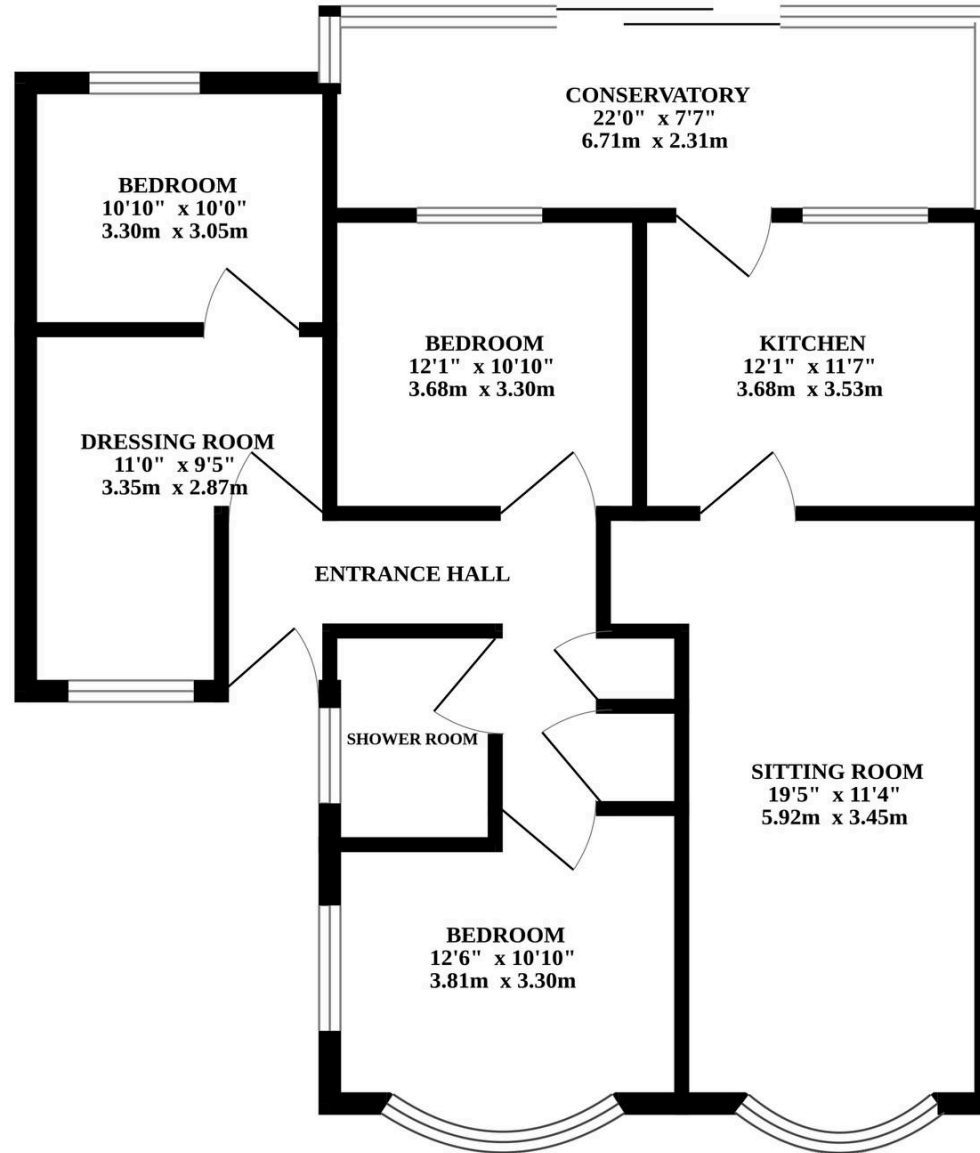 CONSERVATORY
22'0" x 7'7"
6.71m x 2.31m
BEDROOM
10'10" x 10'0"
3.30m x 3.05m
BEDROOM
12'1" x 10'10"
3.68m x 3.30m
KITCHEN
12'1" x 11'7"
3.68m x 3.53m
DRESSING ROOM
11'0" x 9'5"
3.35m x 2.87m
ENTRANCE HALL
SHOWER ROOM
SITTING ROOM
19'5" x 11'4"
5.92m x 3.45m
BEDROOM
12'6" x 10'10"
3.81m x 3.30m